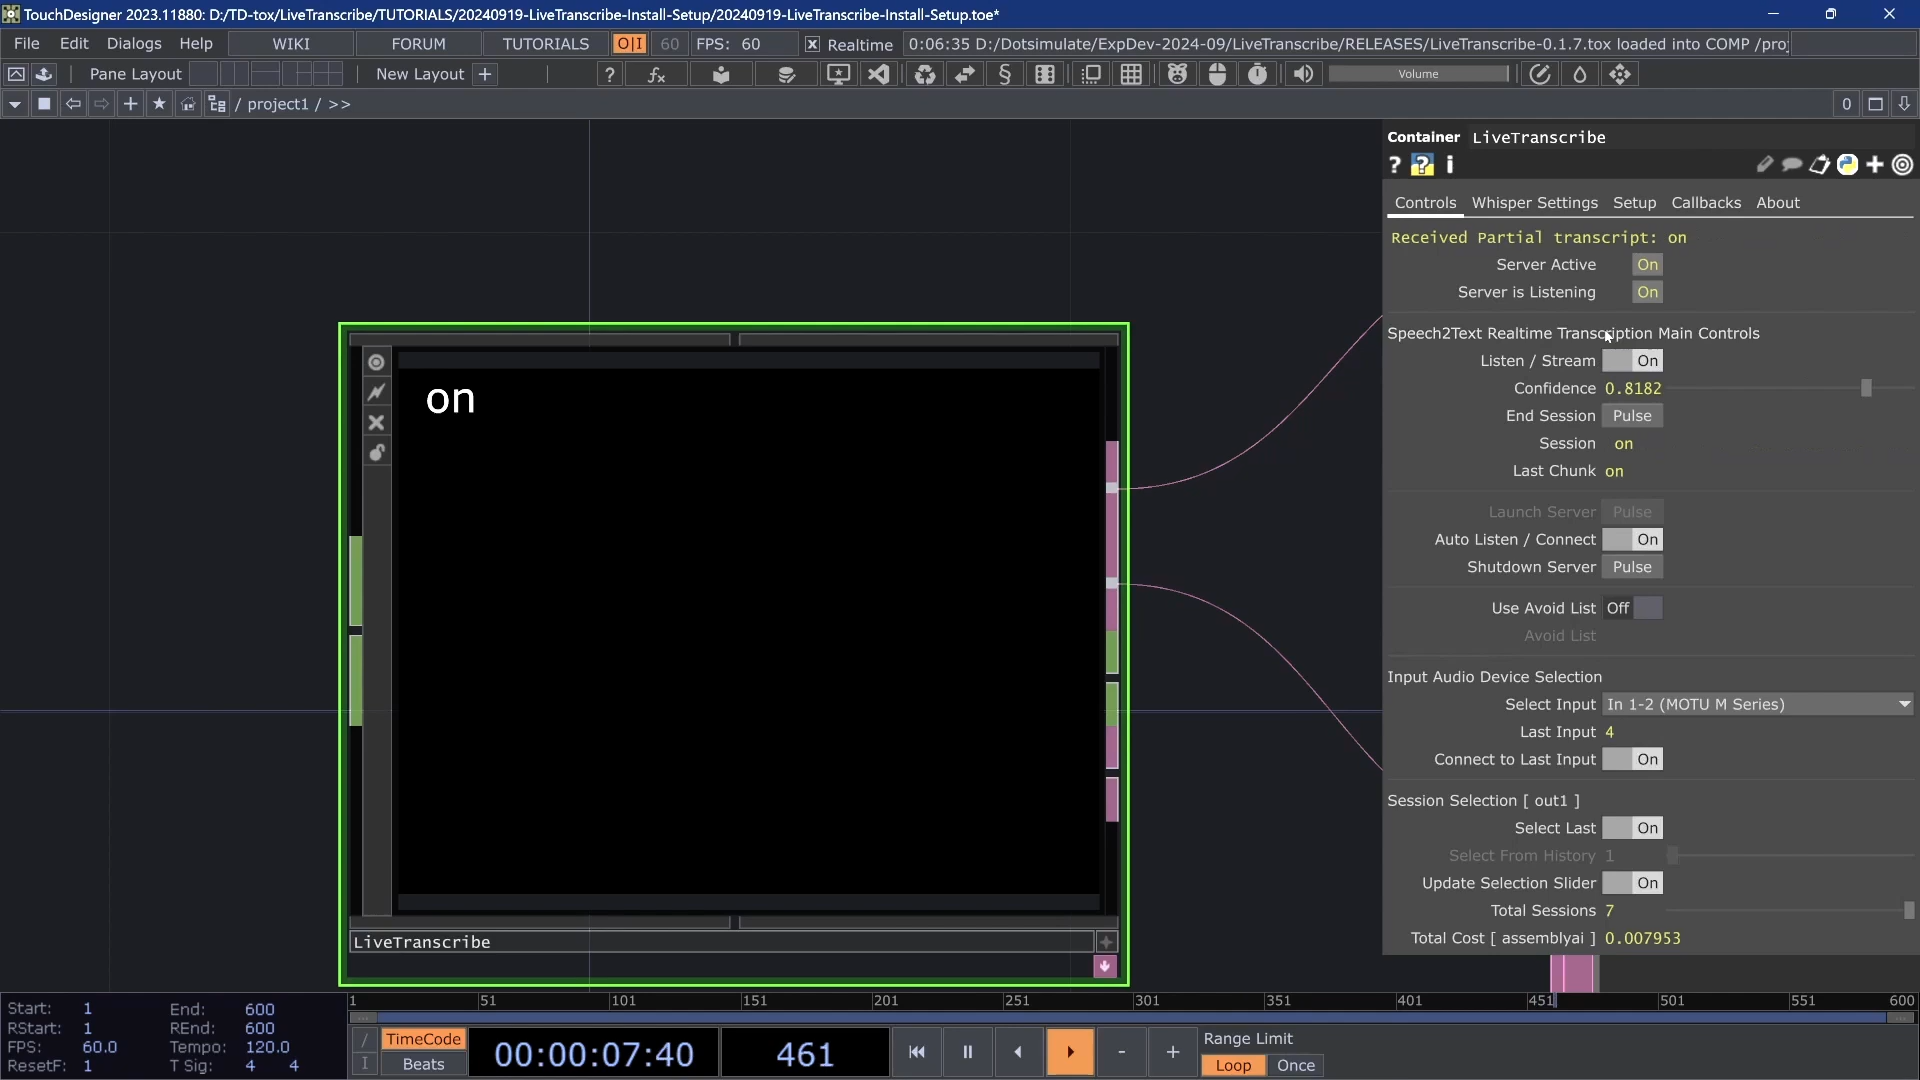 TouchDesigner 2023.11880: D:/TD-tox/LiveTranscribe/TUTORIALS/20240919-LiveTranscribe-Install-Setup/20240919-LiveTranscribe-Install-Setup.toe*
File Edit Dialogs Help WIKI FORUM TUTORIALS O|I 60 FPS: 60 X Realtime 0:06:35 D:/Dotsimulate/ExpDev-2024-09/LiveTranscribe/RELEASES/LiveTranscribe-0.1.7.tox loaded into COMP /proj
Pane Layout New Layout + ? fx § Volume
/ project1 / >> 0
Container LiveTranscribe
? ? i
Controls Whisper Settings Setup Callbacks About
Received Partial transcript: on
Server Active On
Server is Listening On
Speech2Text Realtime Transcription Main Controls
Listen / Stream On
Confidence 0.8182
End Session Pulse
Session on
Last Chunk on
Launch Server Pulse
Auto Listen / Connect On
Shutdown Server Pulse
Use Avoid List Off
Avoid List
Input Audio Device Selection
Select Input In 1-2 (MOTU M Series)
Last Input 4
Connect to Last Input On
Session Selection [ out1 ]
Select Last On
Select From History 1
Update Selection Slider On
Total Sessions 7
Total Cost [ assemblyai ] 0.007953
on
LiveTranscribe
1 51 101 151 201 251 301 351 401 451 501 551 600
Start: 1 End: 600
RStart: 1 REnd: 600
FPS: 60.0 Tempo: 120.0
ResetF: 1 T Sig: 4 4
/ TimeCode
I Beats
00:00:07:40 461
- +
Range Limit
Loop Once